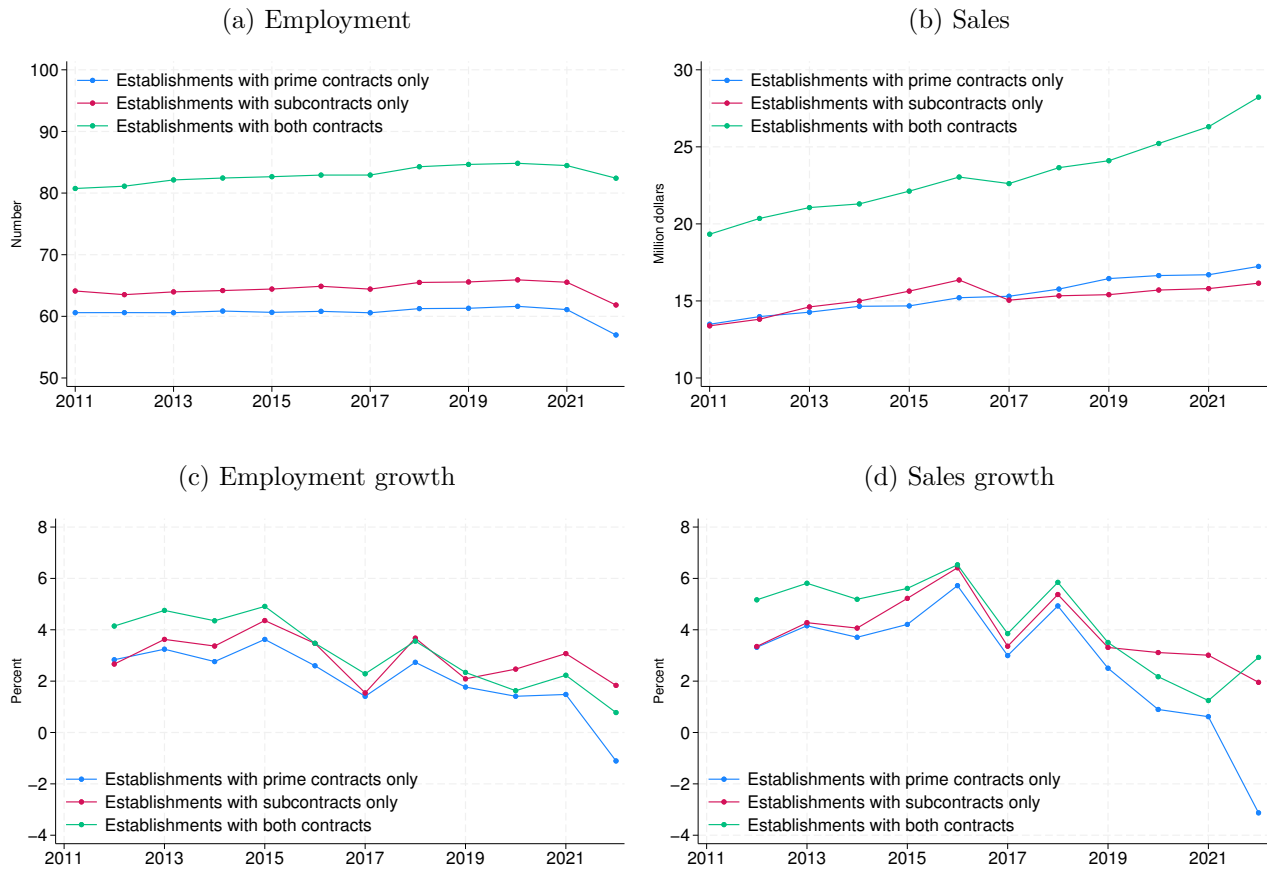 (a) Employment
100
90
80
70
60
50
Number
2011 2013 2015 2017 2019 2021
Establishments with prime contracts only
Establishments with subcontracts only
Establishments with both contracts
(b) Sales
30
25
20
15
10
Million dollars
2011 2013 2015 2017 2019 2021
Establishments with prime contracts only
Establishments with subcontracts only
Establishments with both contracts
(c) Employment growth
8
6
4
2
0
−2
−4
Percent
2011 2013 2015 2017 2019 2021
Establishments with prime contracts only
Establishments with subcontracts only
Establishments with both contracts
(d) Sales growth
8
6
4
2
0
−2
−4
Percent
2011 2013 2015 2017 2019 2021
Establishments with prime contracts only
Establishments with subcontracts only
Establishments with both contracts